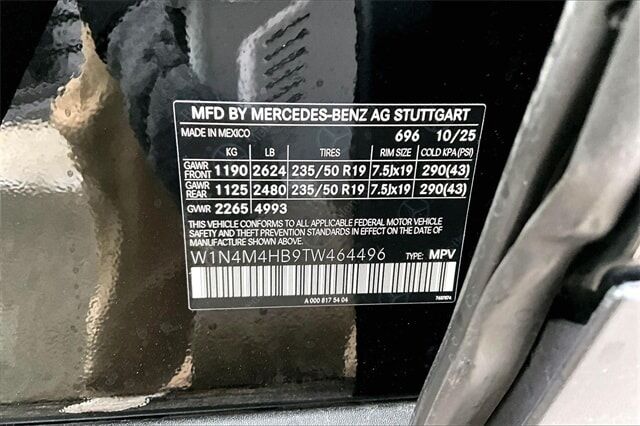 MFD BY MERCEDES-BENZ AG STUTTGART
MADE IN MEXICO 696 10/25
KG LB TIRES RIM SIZE COLD KPA(PSI)
GAWR FRONT 1190 2624 235/50 R19 7.5Jx19 290(43)
GAWR REAR 1125 2480 235/50 R19 7.5Jx19 290(43)
GVWR 2265 4993
THIS VEHICLE CONFORMS TO ALL APPLICABLE FEDERAL MOTOR VEHICLE
SAFETY AND THEFT PREVENTION STANDARDS IN EFFECT ON THE
DATE OF MANUFACTURE
W1N4M4HB9TW464496 TYPE: MPV
A 000 817 54 04